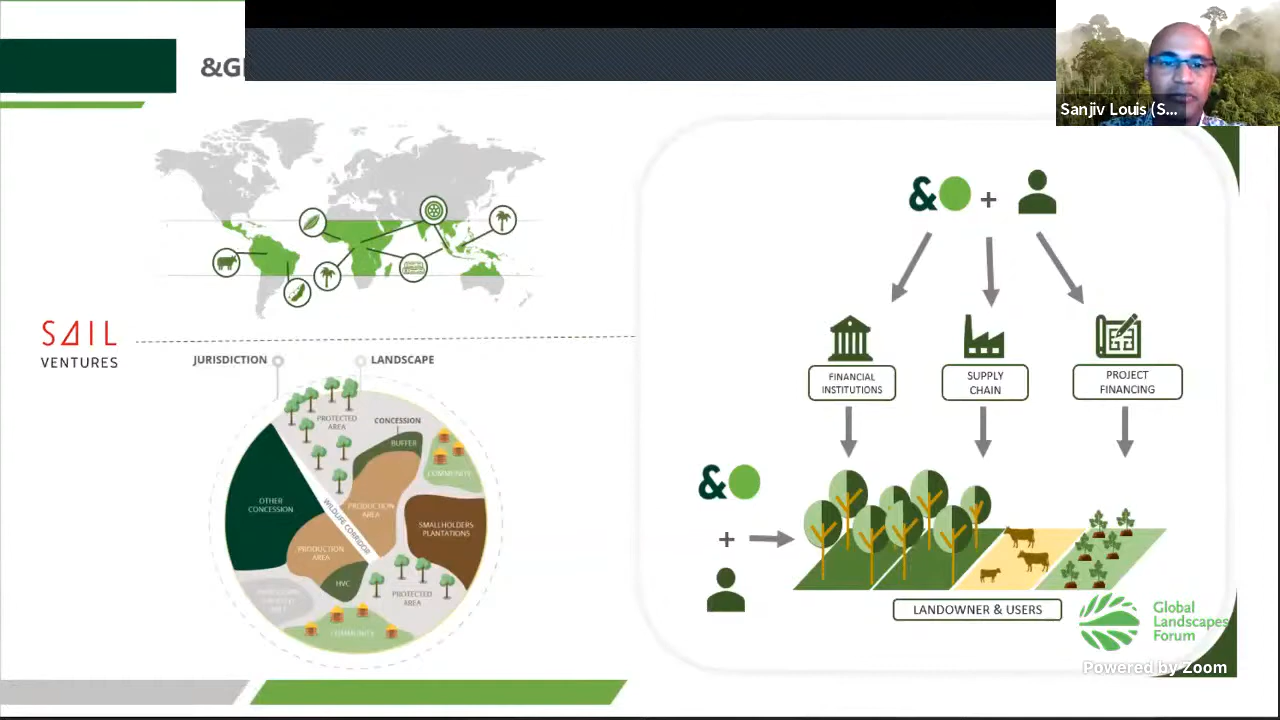 &G
Sanjiv Louis (S...
&
+
SAIL
VENTURES
JURISDICTION
LANDSCAPE
PROTECTED
AREA
CONCESSION
BUFFER
COMMUNITY
OTHER
CONCESSION
WILDLIFE CORRIDOR
PRODUCTION
AREA
SMALLHOLDERS
PLANTATIONS
PRODUCTION
AREA
HVC
PROTECTED
AREA
COMMUNITY
FINANCIAL
INSTITUTIONS
SUPPLY
CHAIN
PROJECT
FINANCING
&
+
LANDOWNER & USERS
Global
Landscapes
Forum
Powered by Zoom